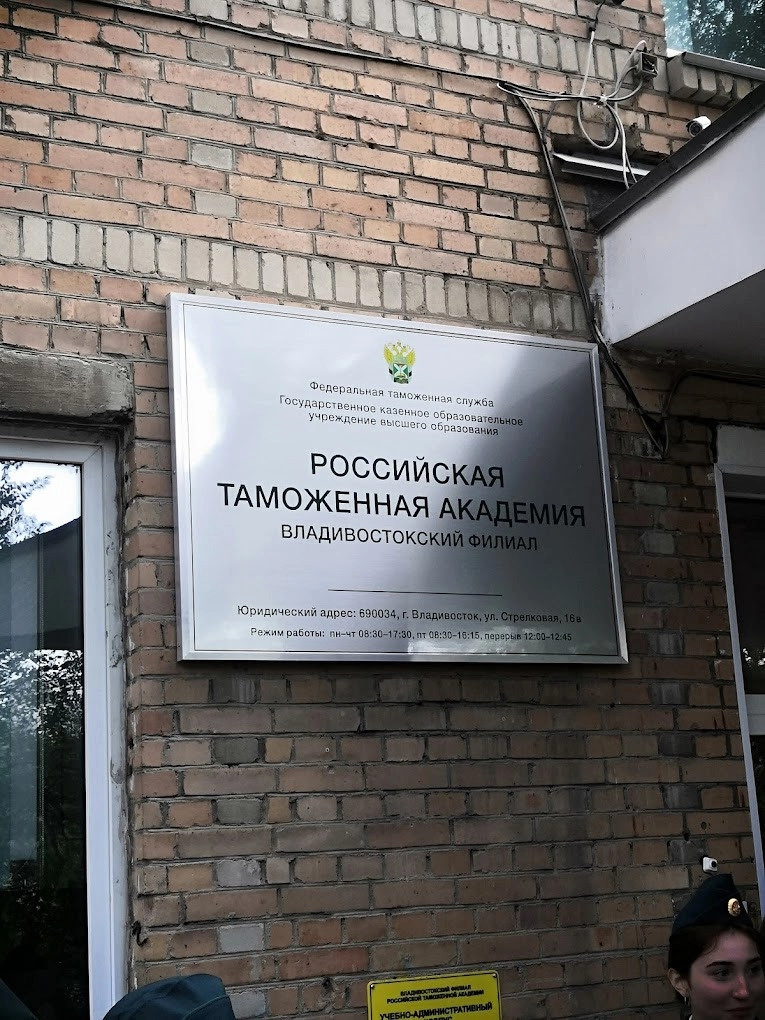 Федеральная таможенная служба
Государственное казенное образовательное
учреждение высшего образования
РОССИЙСКАЯ
ТАМОЖЕННАЯ АКАДЕМИЯ
ВЛАДИВОСТОКСКИЙ ФИЛИАЛ
Юридический адрес: 690034, г. Владивосток, ул. Стрелковая, 16в
Режим работы: пн-чт 08:30-17:30, пт 08:30-16:15, перерыв 12:00-12:45
ВЛАДИВОСТОКСКИЙ ФИЛИАЛ
РОССИЙСКОЙ ТАМОЖЕННОЙ АКАДЕМИИ
УЧЕБНО-АДМИНИСТРАТИВНЫЙ